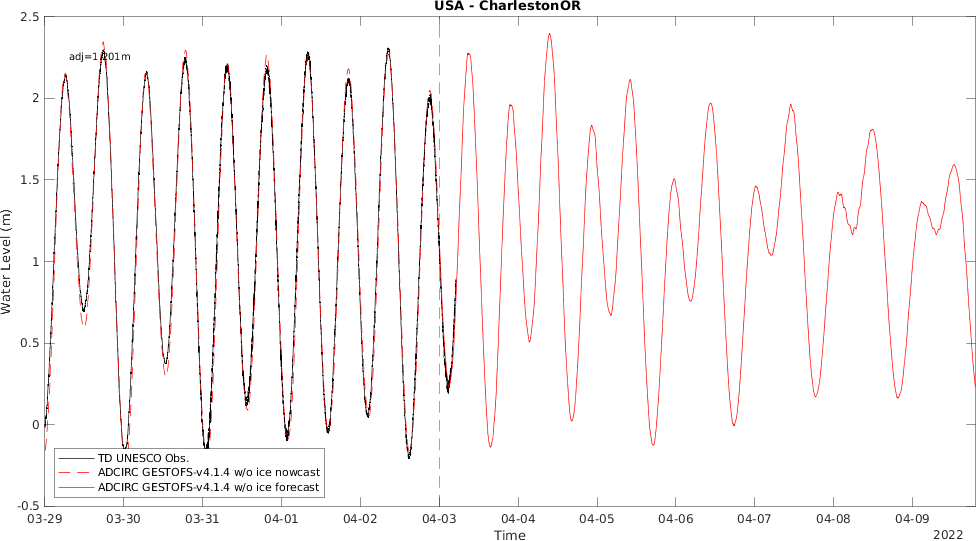 USA - CharlestonOR
2.5
2
1.5
1
0.5
0
-0.5
Water Level (m)
adj=1.201m
TD UNESCO Obs.
ADCIRC GESTOFS-v4.1.4 w/o ice nowcast
ADCIRC GESTOFS-v4.1.4 w/o ice forecast
03-29 03-30 03-31 04-01 04-02 04-03 04-04 04-05 04-06 04-07 04-08 04-09
Time
2022